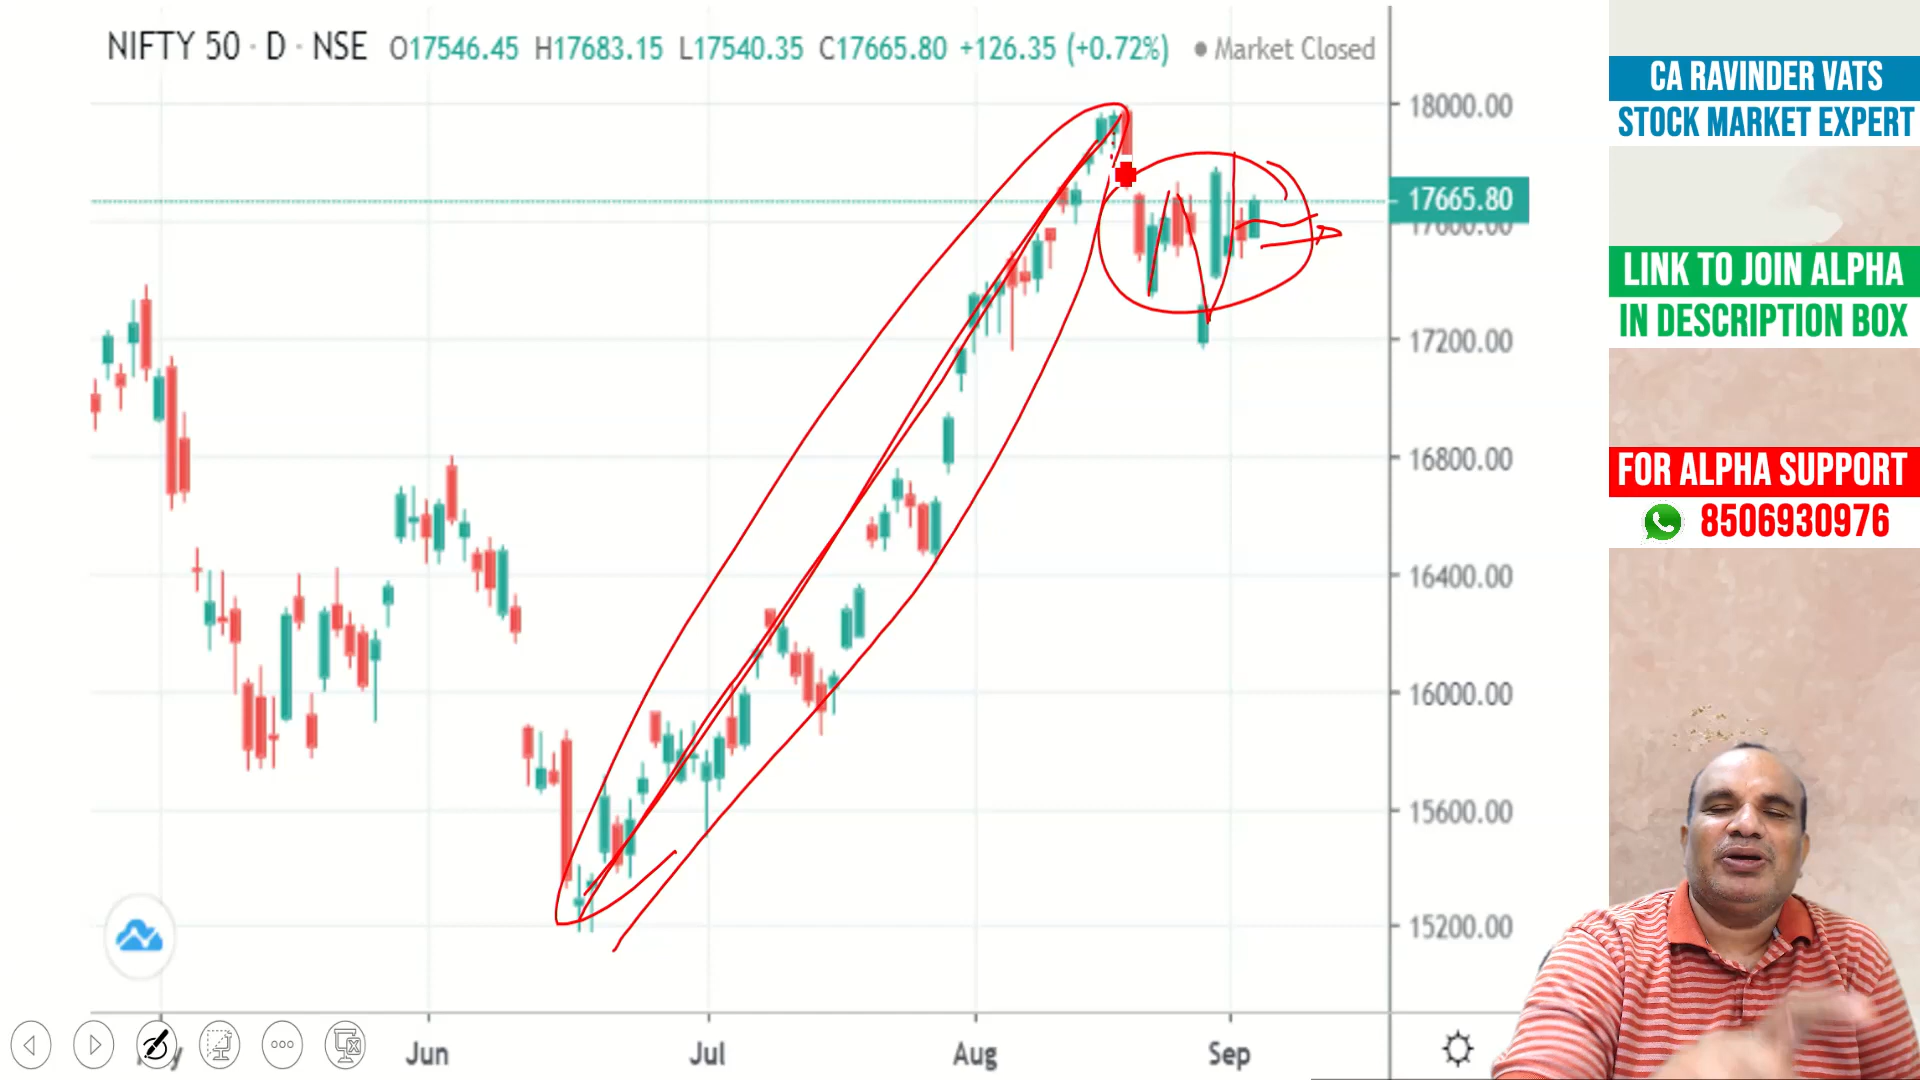 NIFTY 50 · D · NSE O17546.45 H17683.15 L17540.35 C17665.80 +126.35 (+0.72%) Market Closed
18000.00
17665.80
17600.00
17200.00
16800.00
16400.00
16000.00
15600.00
15200.00
Jun Jul Aug Sep
CA RAVINDER VATS
STOCK MARKET EXPERT
LINK TO JOIN ALPHA
IN DESCRIPTION BOX
FOR ALPHA SUPPORT
8506930976